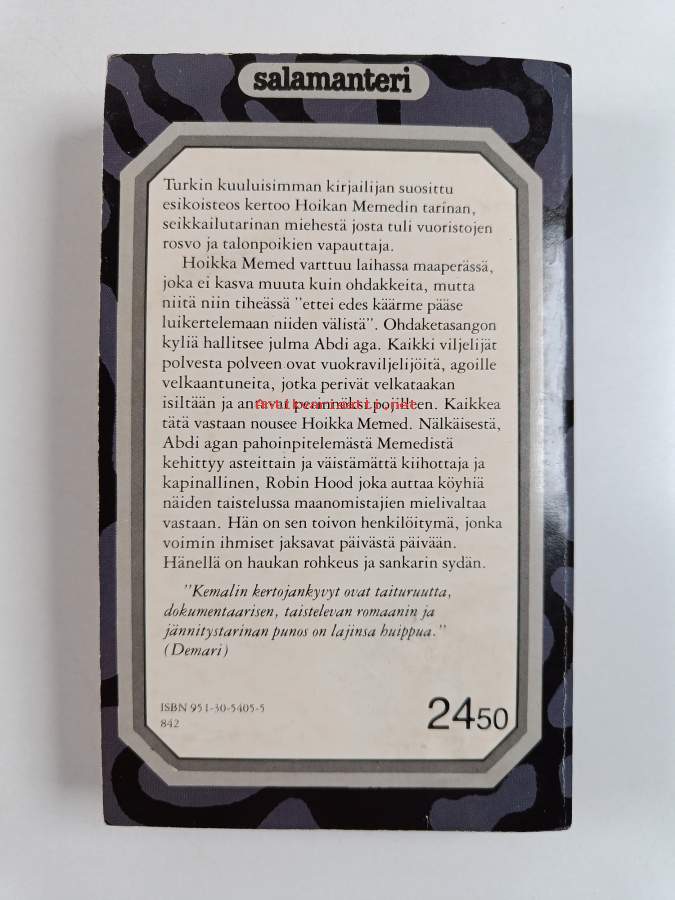 salamanteri
Turkin kuuluisimman kirjailijan suosittu
esikoisteos kertoo Hoikan Memedin tarinan,
seikkailutarinan miehestä josta tuli vuoristojen
rosvo ja talonpoikien vapauttaja.
Hoikka Memed varttuu laihassa maaperässä,
joka ei kasva muuta kuin ohdakkeita, mutta
niitä niin tiheässä "ettei edes käärme pääse
luikertelemaan niiden välistä". Ohdaketasangon
kyliä hallitsee julma Abdi aga. Kaikki viljelijät
polvesta polveen ovat vuokraviljelijöitä, agoille
velkaantuneita, jotka perivät velkataakan
isiltään ja antavat perinnöksi pojilleen. Kaikkea
tätä vastaan nousee Hoikka Memed. Nälkäisestä,
Abdi agan pahoinpitelemästä Memedistä
kehittyy asteittain ja väistämättä kiihottaja ja
kapinallinen, Robin Hood joka auttaa köyhiä
näiden taistelussa maanomistajien mielivaltaa
vastaan. Hän on sen toivon henkilöitymä, jonka
voimin ihmiset jaksavat päivästä päivään.
Hänellä on haukan rohkeus ja sankarin sydän.
"Kemalin kertojankyvyt ovat taituruutta,
dokumentaarisen, taistelevan romaanin ja
jännitystarinan punos on lajinsa huippua."
(Demari)
ISBN 951-30-5405-5
842
2450